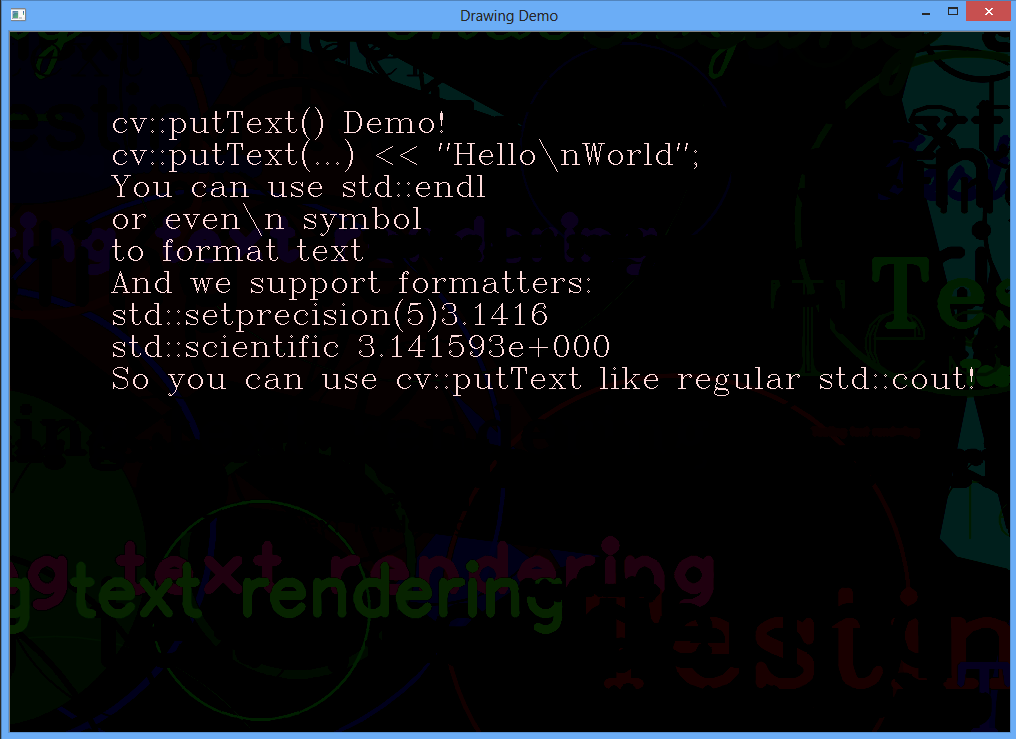 Drawing Demo
cv::putText() Demo!
cv::putText(...) << "Hello\nWorld";
You can use std::endl
or even\n symbol
to format text
And we support formatters:
std::setprecision(5)3.1416
std::scientific 3.141593e+000
So you can use cv::putText like regular std::cout!
Tes
g text rendering
g text rendering
Testin